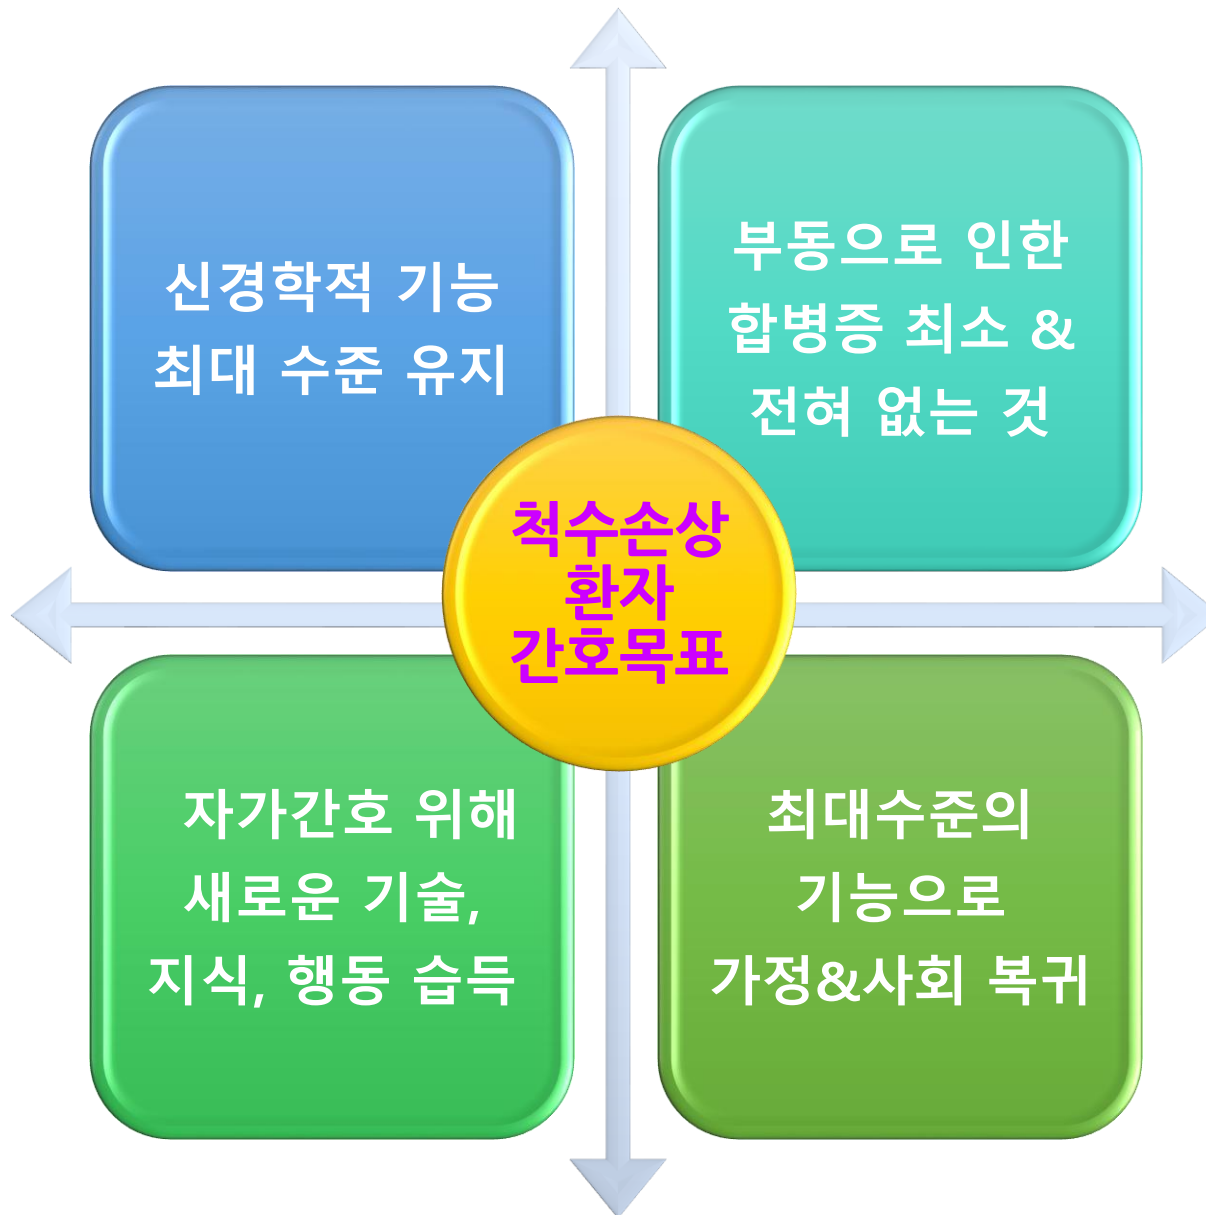 신경학적 기능
최대 수준 유지
부동으로 인한
합병증 최소 &
전혀 없는 것
척수손상
환자
간호목표
자가간호 위해
새로운 기술,
지식, 행동 습득
최대수준의
기능으로
가정&사회 복귀